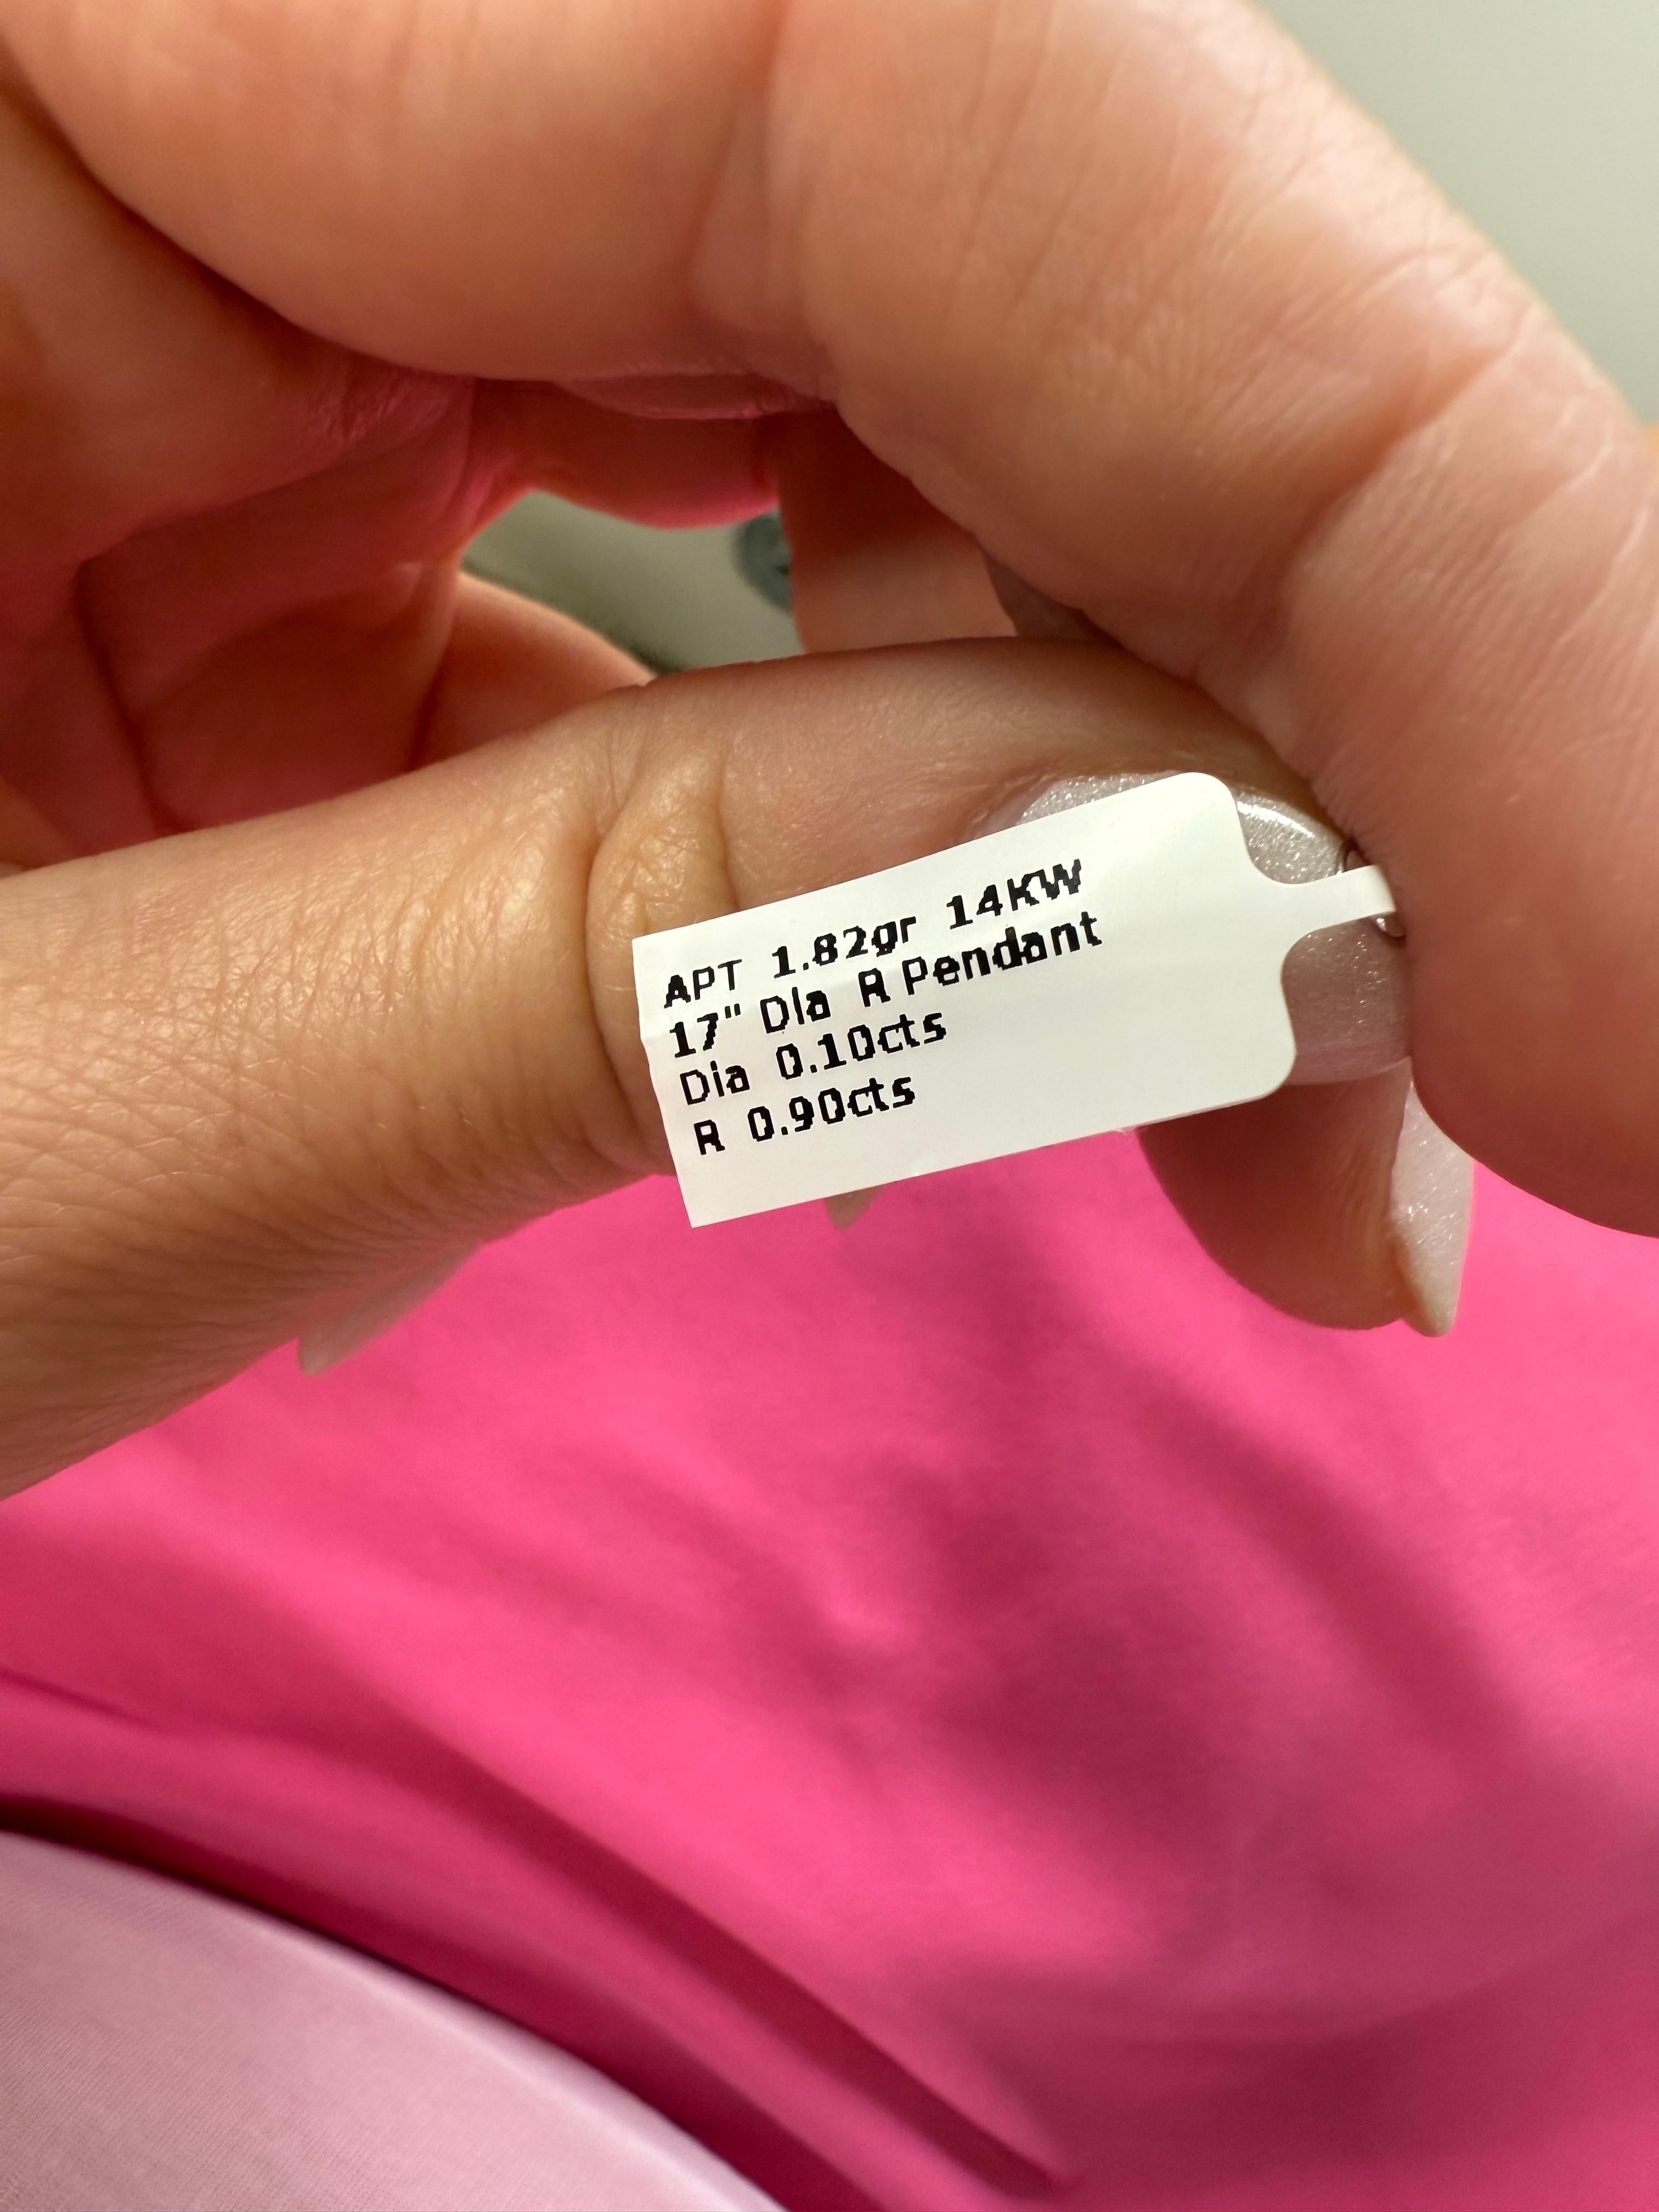 APT 1.82gr 14KW
17" Dia R Pendant
Dia 0.10cts
R 0.90cts